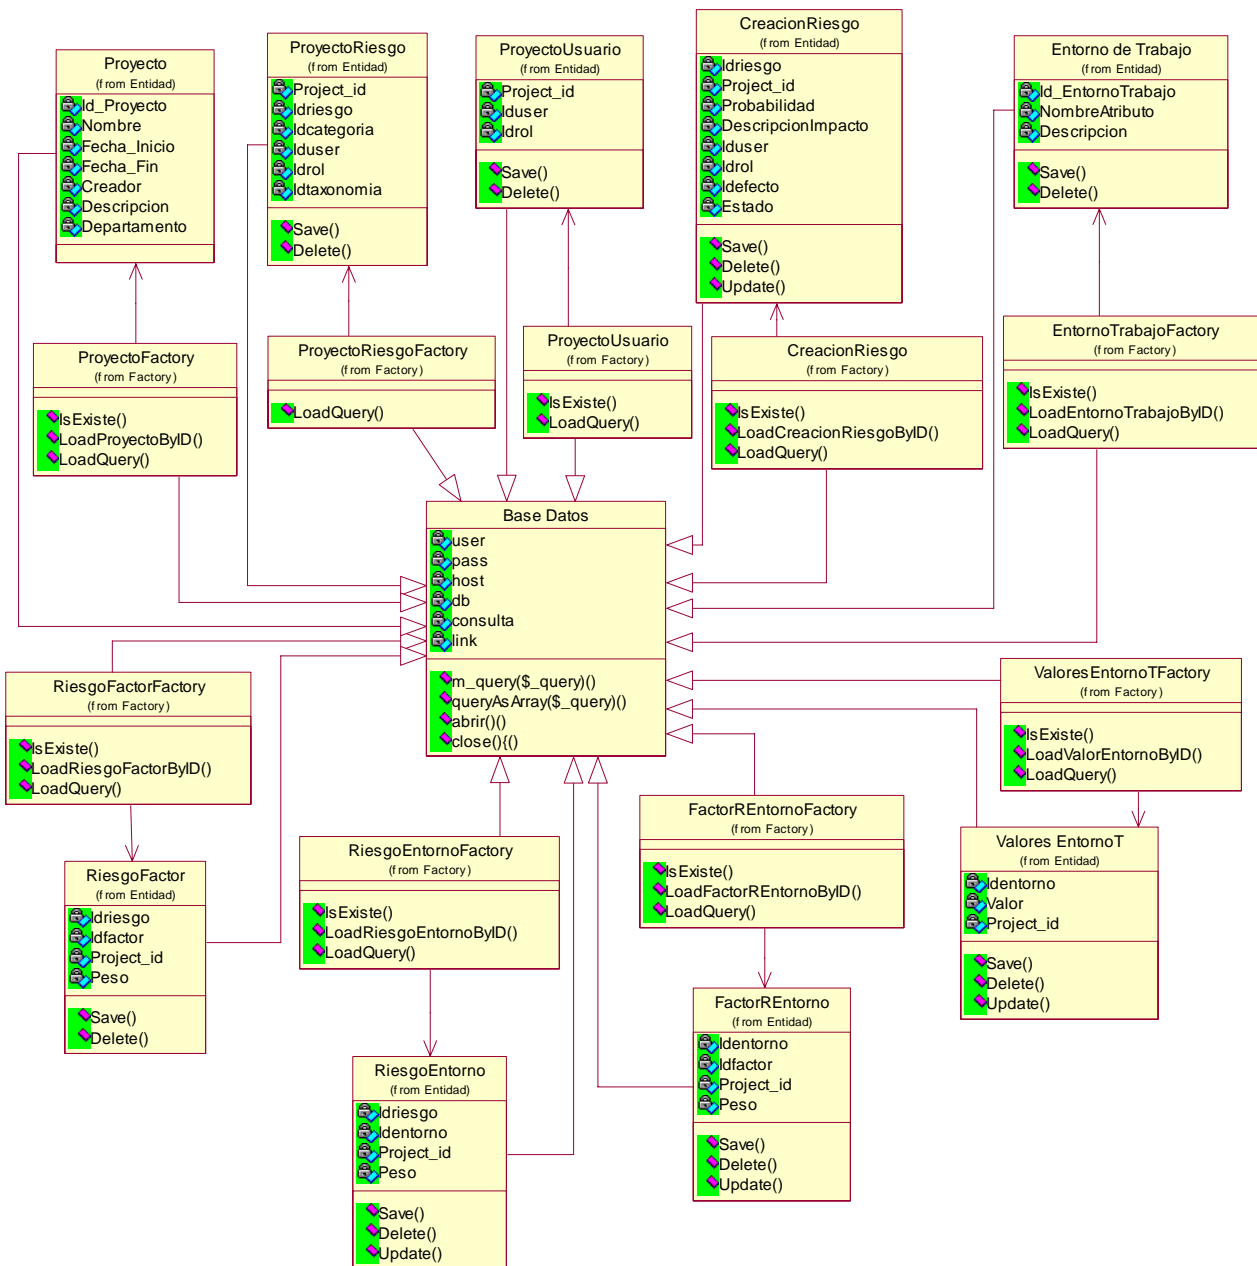 Proyecto
(from Entidad)
Id_Proyecto
Nombre
Fecha_Inicio
Fecha_Fin
Creador
Descripcion
Departamento
ProyectoRiesgo
(from Entidad)
Project_id
Idriesgo
Idcategoria
Iduser
Idrol
Idtaxonomia
Save()
Delete()
ProyectoUsuario
(from Entidad)
Project_id
Iduser
Idrol
Save()
Delete()
CreacionRiesgo
(from Entidad)
Idriesgo
Project_id
Probabilidad
DescripcionImpacto
Iduser
Idrol
Idefecto
Estado
Save()
Delete()
Update()
Entorno de Trabajo
(from Entidad)
Id_EntornoTrabajo
NombreAtributo
Descripcion
Save()
Delete()
ProyectoFactory
(from Factory)
IsExiste()
LoadProyectoByID()
LoadQuery()
ProyectoRiesgoFactory
(from Factory)
LoadQuery()
ProyectoUsuario
(from Factory)
IsExiste()
LoadQuery()
CreacionRiesgo
(from Factory)
IsExiste()
LoadCreacionRiesgoByID()
LoadQuery()
EntornoTrabajoFactory
(from Factory)
IsExiste()
LoadEntornoTrabajoByID()
LoadQuery()
Base Datos
user
pass
host
db
consulta
link
m_query($_query)()
queryAsArray($_query)()
abrir()()
close(){()
RiesgoFactorFactory
(from Factory)
IsExiste()
LoadRiesgoFactorByID()
LoadQuery()
ValoresEntornoTFactory
(from Factory)
IsExiste()
LoadValorEntornoByID()
LoadQuery()
RiesgoEntornoFactory
(from Factory)
IsExiste()
LoadRiesgoEntornoByID()
LoadQuery()
FactorREntornoFactory
(from Factory)
IsExiste()
LoadFactorREntornoByID()
LoadQuery()
RiesgoFactor
(from Entidad)
Idriesgo
Idfactor
Project_id
Peso
Save()
Delete()
Valores EntornoT
(from Entidad)
Identorno
Valor
Project_id
Save()
Delete()
Update()
RiesgoEntorno
(from Entidad)
Idriesgo
Identorno
Project_id
Peso
Save()
Delete()
Update()
FactorREntorno
(from Entidad)
Identorno
Idfactor
Project_id
Peso
Save()
Delete()
Update()